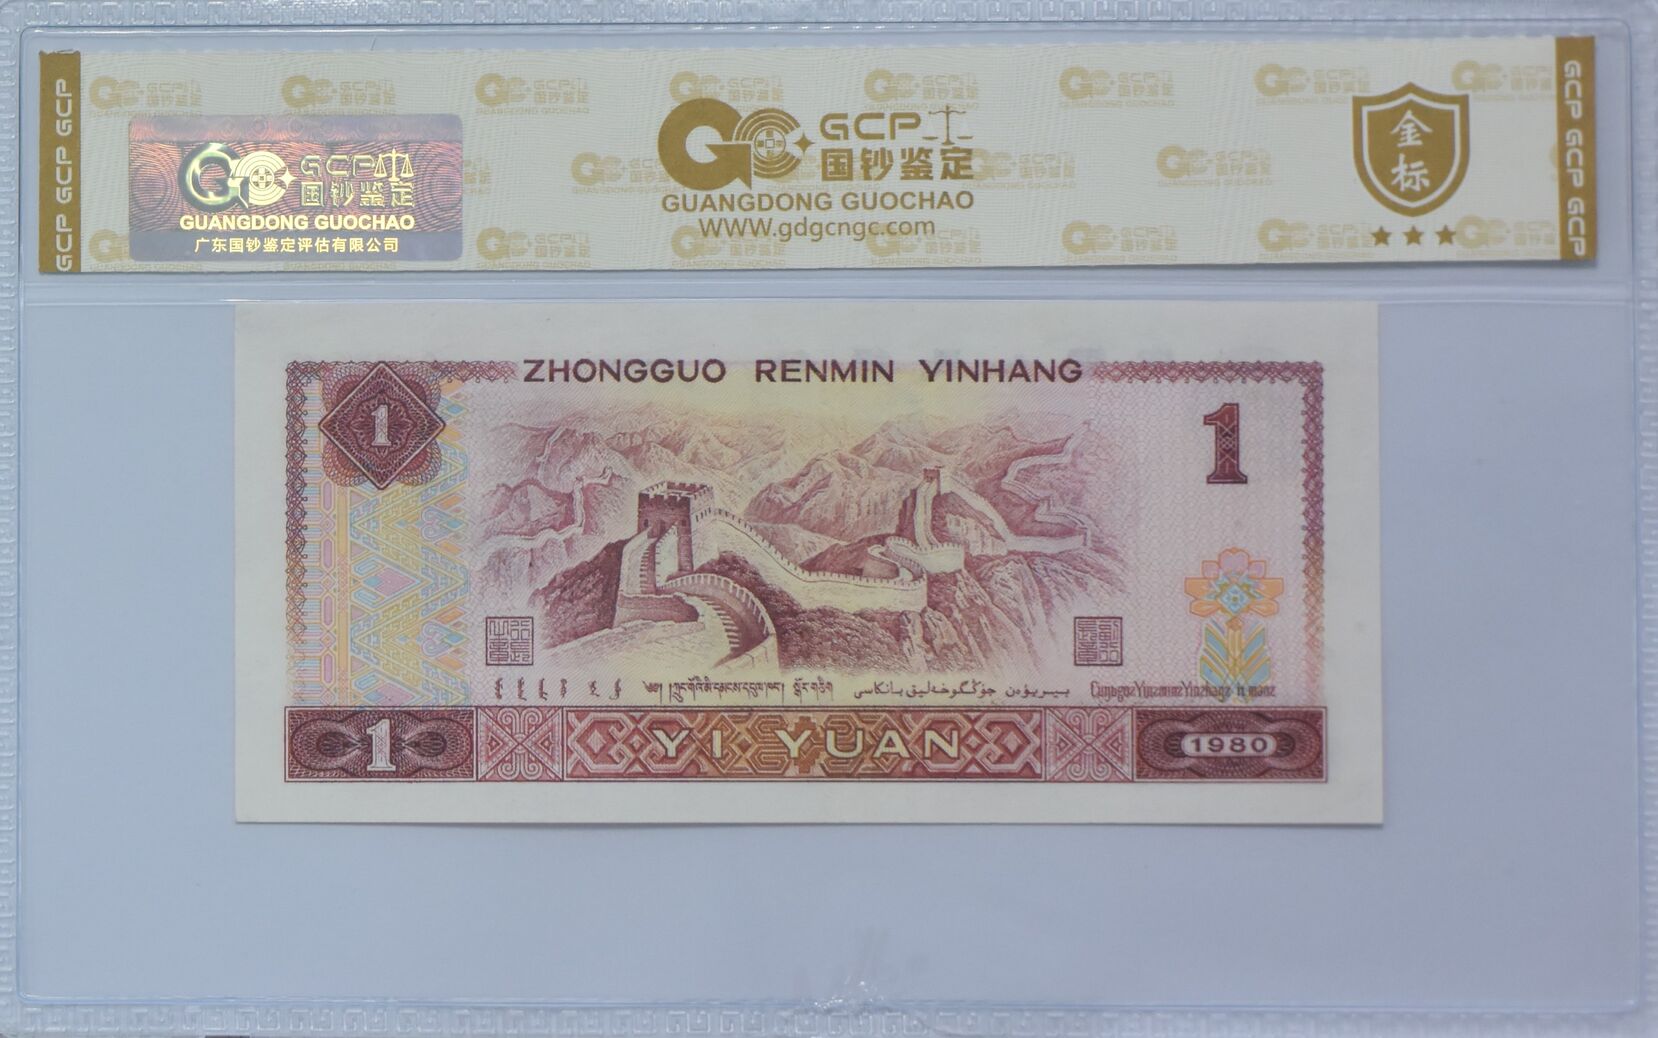 GCP GCP GCP
GCP
国钞鉴定
GUANGDONG GUOCHAO
广东国钞鉴定评估有限公司
GCP
国钞鉴定
GUANGDONG GUOCHAO
WWW.gdgcngc.com
金标
GCP GCP GCP
ZHONGGUO RENMIN YINHANG
1
1
1
YI YUAN
1980